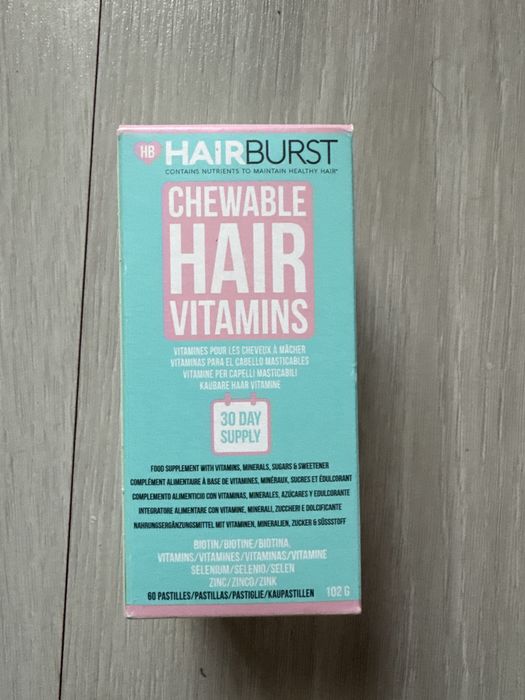 HB HAIRBURST
CONTAINS NUTRIENTS TO MAINTAIN HEALTHY HAIR*
CHEWABLE
HAIR
VITAMINS
VITAMINES POUR LES CHEVEUX À MÂCHER
VITAMINAS PARA EL CABELLO MASTICABLES
VITAMINE PER CAPELLI MASTICABILI
KAUBARE HAAR VITAMINE
30 DAY
SUPPLY
FOOD SUPPLEMENT WITH VITAMINS, MINERALS, SUGARS & SWEETENER
COMPLÉMENT ALIMENTAIRE À BASE DE VITAMINES, MINÉRAUX, SUCRES ET ÉDULCORANT
COMPLEMENTO ALIMENTICIO CON VITAMINAS, MINERALES, AZÚCARES Y EDULCORANTE
INTEGRATORE ALIMENTARE CON VITAMINE, MINERALI, ZUCCHERI E DOLCIFICANTE
NAHRUNGSERGÄNZUNGSMITTEL MIT VITAMINEN, MINERALIEN, ZUCKER & SÜSSSTOFF
BIOTIN/BIOTINE/BIOTINA,
VITAMINS/VITAMINES/VITAMINAS/VITAMINE
SELENIUM/SELENIO/SELEN
ZINC/ZINCO/ZINK
60 PASTILLES/PASTILLAS/PASTIGLIE/KAUPASTILLEN 102 G